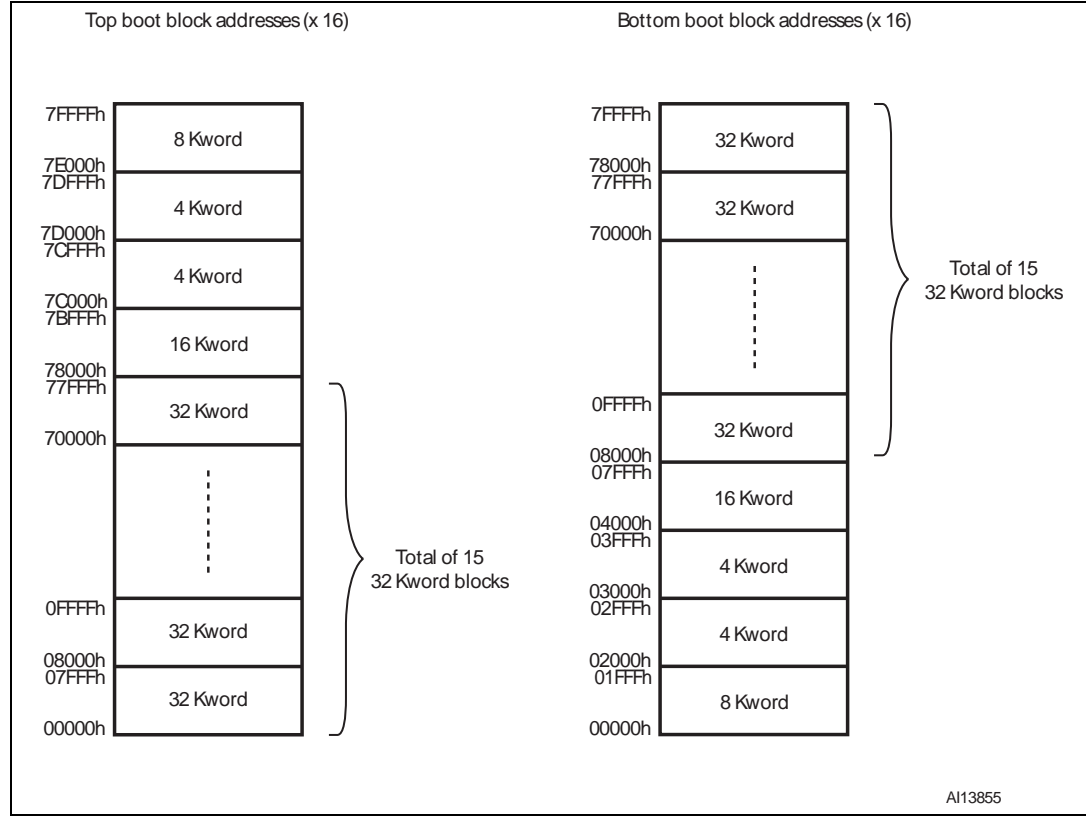 Top boot block addresses (x 16)
7FFFFh
8 Kword
7E000h
7DFFFh
4 Kword
7D000h
7CFFFh
4 Kword
7C000h
7BFFFh
16 Kword
78000h
77FFFh
32 Kword
70000h
Total of 15
32 Kword blocks
0FFFFh
32 Kword
08000h
07FFFh
32 Kword
00000h
Bottom boot block addresses (x 16)
7FFFFh
32 Kword
78000h
77FFFh
32 Kword
70000h
Total of 15
32 Kword blocks
0FFFFh
32 Kword
08000h
07FFFh
16 Kword
04000h
03FFFh
4 Kword
03000h
02FFFh
4 Kword
02000h
01FFFh
8 Kword
00000h
AI13855